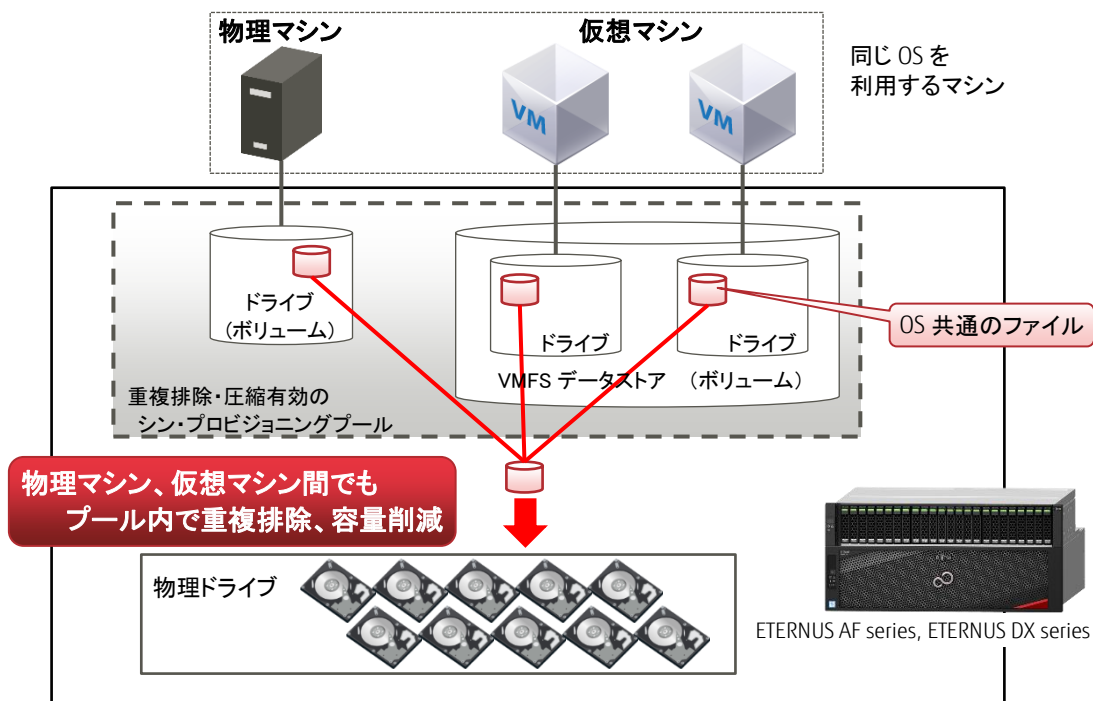 物理マシン
仮想マシン
同じ OS を
利用するマシン
VM
VM
ドライブ
(ボリューム)
ドライブ
ドライブ
OS 共通のファイル
VMFS データストア
(ボリューム)
重複排除・圧縮有効の
シン・プロビジョニングプール
物理マシン、仮想マシン間でも
プール内で重複排除、容量削減
物理ドライブ
ETERNUS AF series, ETERNUS DX series